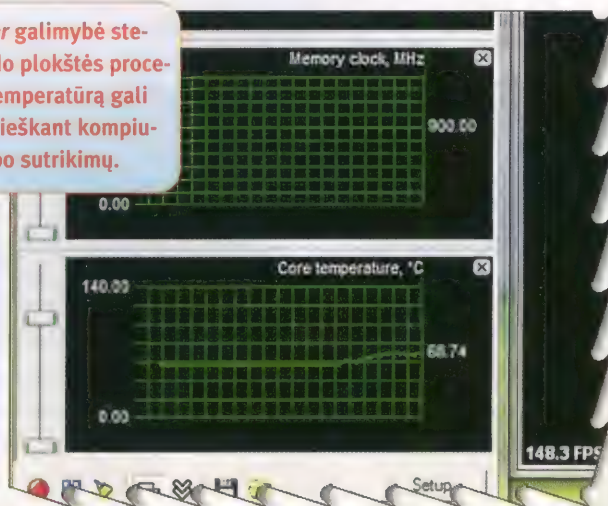 r galimybė ste-
lo plokštės proce-
emperatūrą gali
ieškant kompiu-
oo sutrikimų.
Memory clock, MHz
900.00
0.00
Core temperature, °C
140.00
68.74
0.00
148.3 FPS
Setup